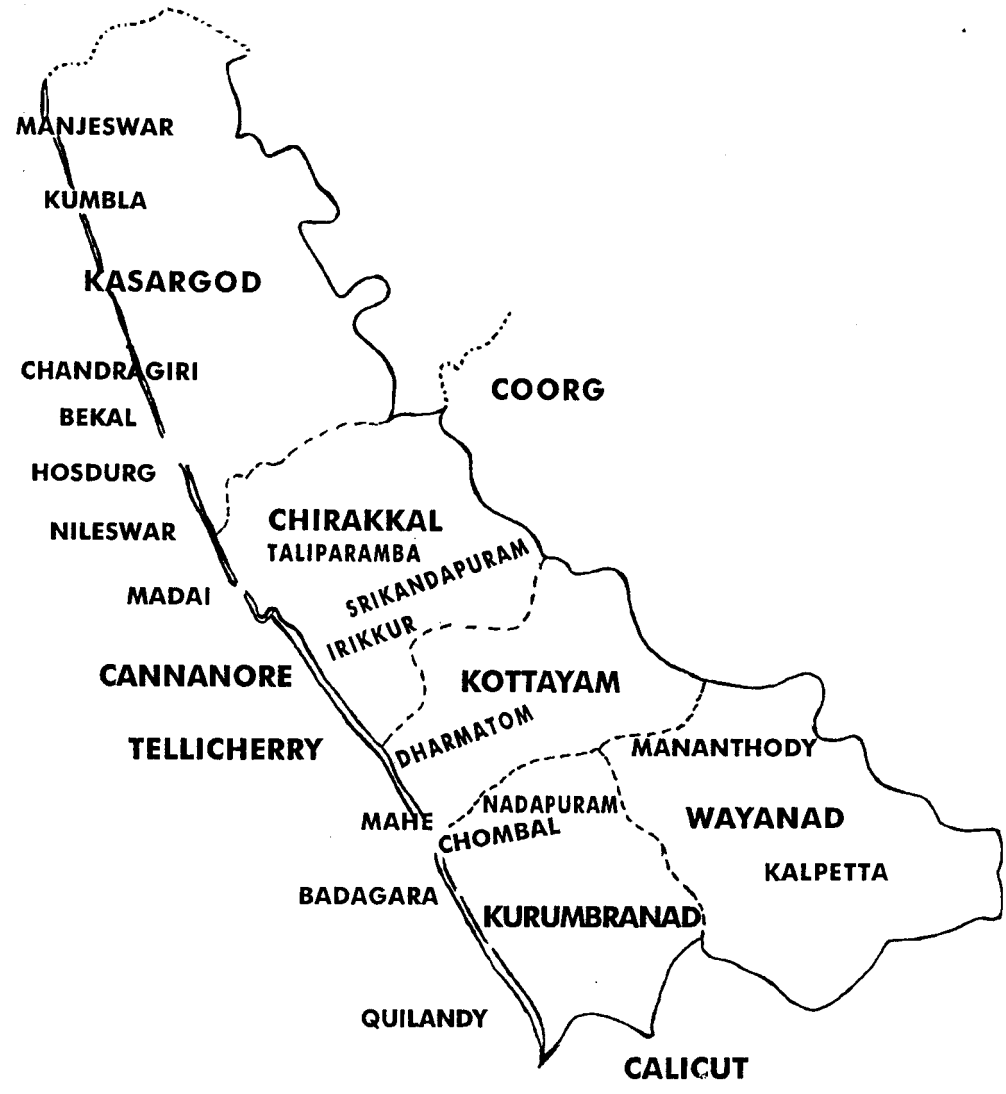 MANJESWAR
KUMBLA
KASARGOD
CHANDRAGIRI
COORG
BEKAL
HOSDURG
CHIRAKKAL
NILESWAR
TALIPARAMBA
SRIKANDAPURAM
MADAI
IRIKKUR
CANNANORE
KOTTAYAM
DHARMATOM
TELLICHERRY
MANANTHODY
NADAPURAM
MAHE
WAYANAD
CHOMBAL
KALPETTA
BADAGARA
KURUMBRANAD
QUILANDY
CALICUT